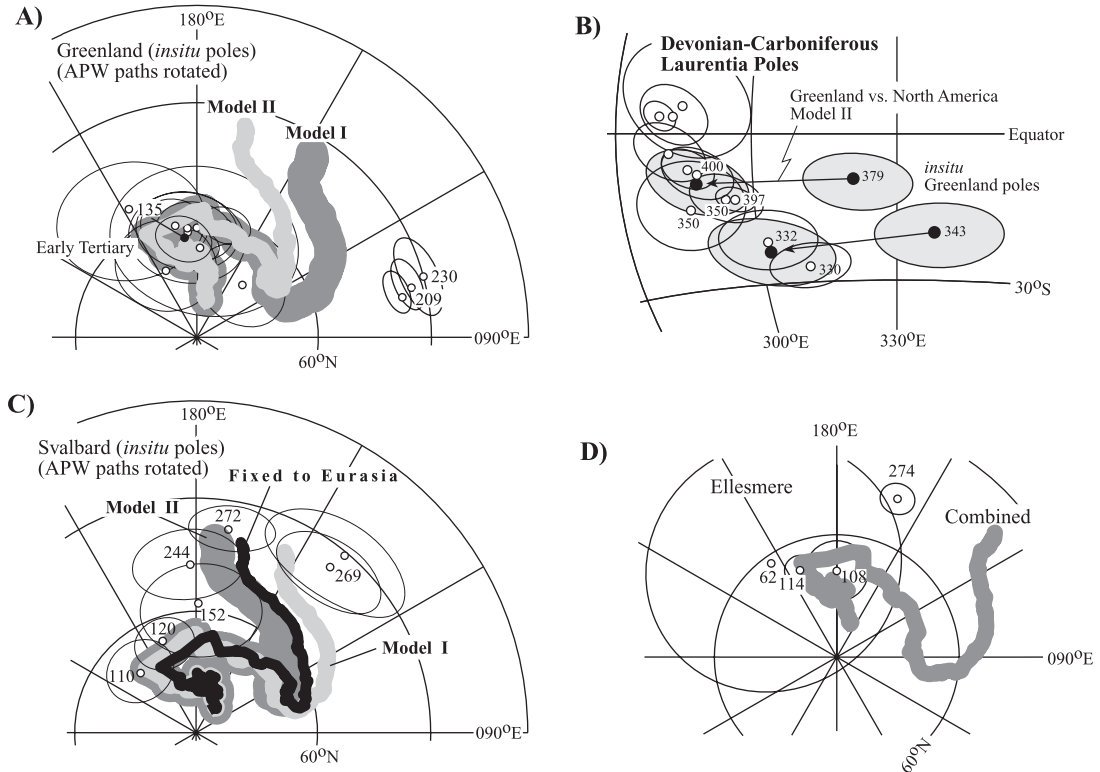 A)
180°E
Greenland (insitu poles)
(APW paths rotated)
Model II
Model I
135
Early Tertiary
230
209
090°E
60°N
B)
Devonian-Carboniferous
Laurentia Poles
Greenland vs. North America
Model II
Equator
400
379
insitu
Greenland poles
397
350
350
332
343
330
30°S
300°E
330°E
C)
180°E
Svalbard (insitu poles)
(APW paths rotated)
Fixed to Eurasia
Model II
272
244
269
152
120
Model I
110
090°E
60°N
D)
180°E
274
Ellesmere
Combined
62
114
108
090°E
60°N